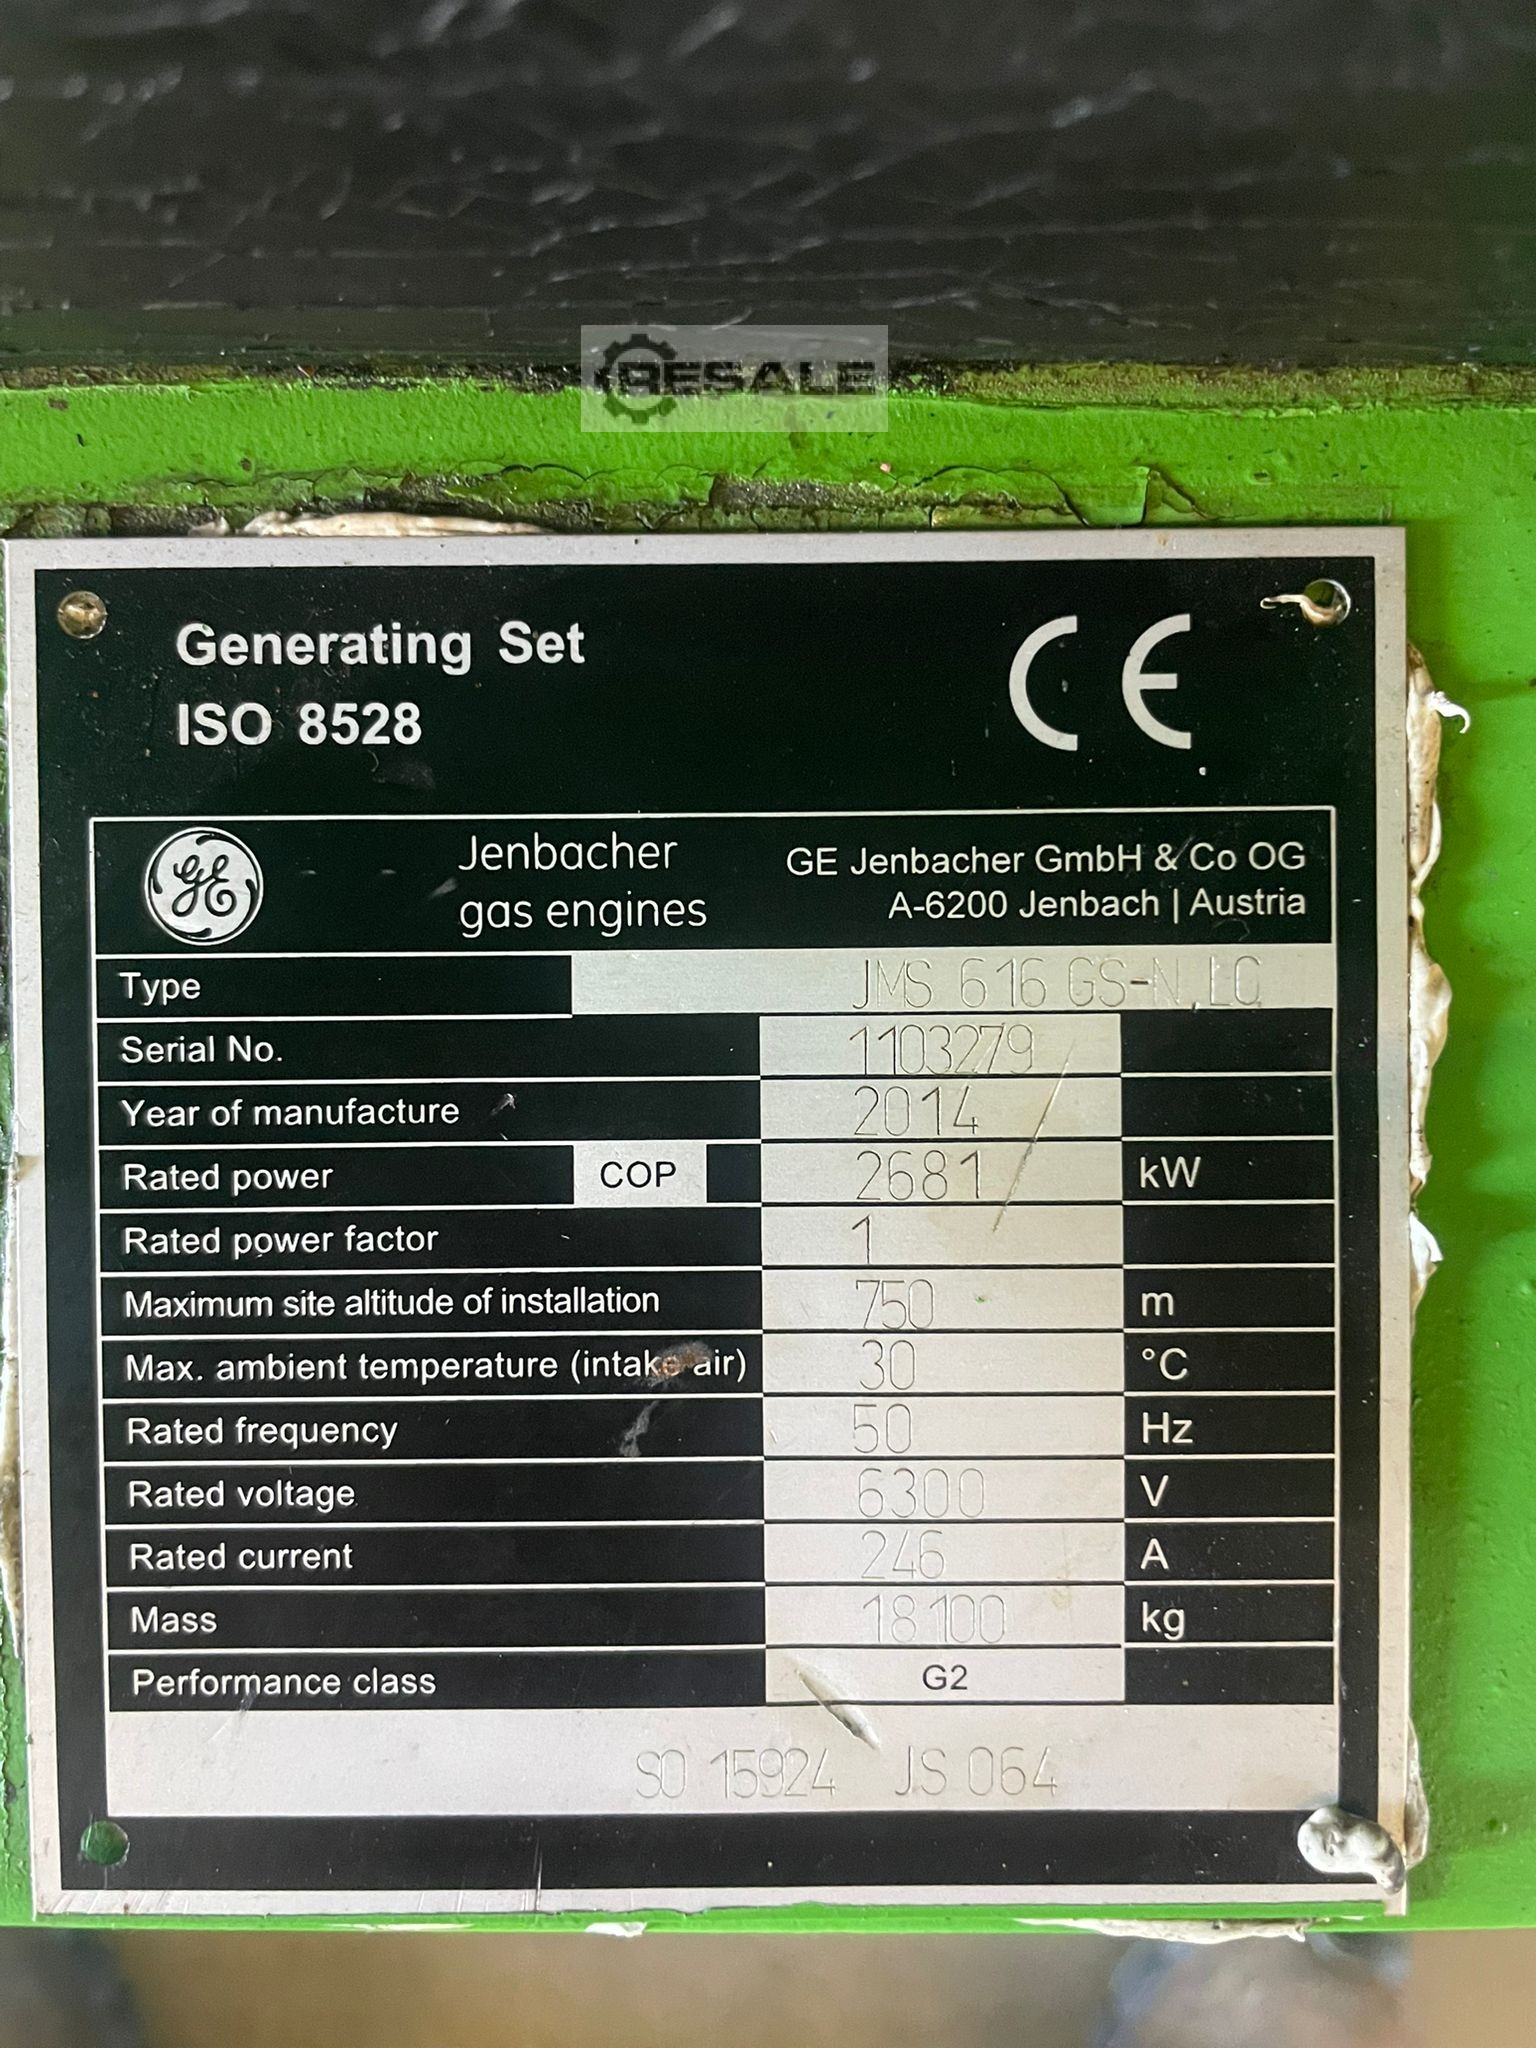 RESALE
Generating Set
ISO 8528
CE
GE
Jenbacher
gas engines
GE Jenbacher GmbH & Co OG
A-6200 Jenbach | Austria
Type JMS 616 GS-N.LC
Serial No. 1103279
Year of manufacture 2014
Rated power COP 2681 kW
Rated power factor 1
Maximum site altitude of installation 750 m
Max. ambient temperature (intake air) 30 °C
Rated frequency 50 Hz
Rated voltage 6300 V
Rated current 246 A
Mass 18100 kg
Performance class G2
SO 15924 JS 064